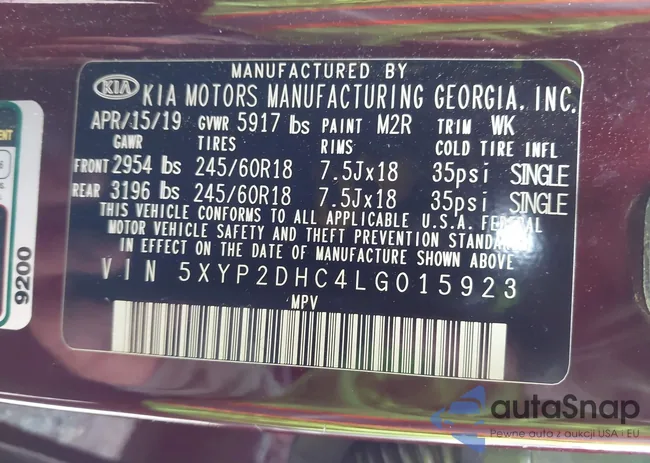 MANUFACTURED BY
KIA KIA MOTORS MANUFACTURING GEORGIA, INC.
APR/15/19 GVWR 5917 lbs PAINT M2R TRIM WK
GAWR TIRES RIMS COLD TIRE INFL
FRONT 2954 lbs 245/60R18 7.5Jx18 35psi SINGLE
REAR 3196 lbs 245/60R18 7.5Jx18 35psi SINGLE
THIS VEHICLE CONFORMS TO ALL APPLICABLE U.S.A. FEDERAL
MOTOR VEHICLE SAFETY AND THEFT PREVENTION STANDARDS
IN EFFECT ON THE DATE OF MANUFACTURE SHOWN ABOVE.
VIN 5XYP2DHC4LG015923
MPV
9200
autaSnap
Pewne auto z aukcji USA i EU